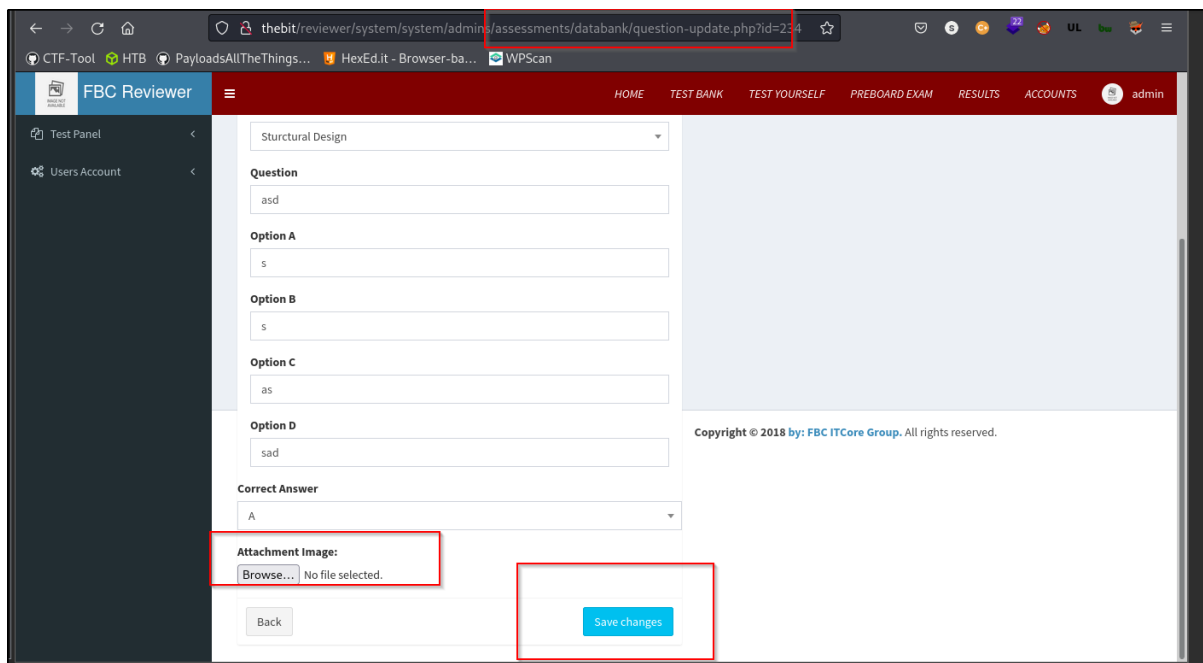 thebit/reviewer/system/system/admins/assessments/databank/question-update.php?id=234
22
S
UL
CTF-Tool
HTB
PayloadsAllTheThings...
HexEd.it - Browser-ba...
WPScan
FBC Reviewer
HOME
TEST BANK
TEST YOURSELF
PREBOARD EXAM
RESULTS
ACCOUNTS
admin
Test Panel
Users Account
Sturctural Design
Question
asd
Option A
s
Option B
s
Option C
as
Option D
sad
Correct Answer
A
Attachment Image:
Browse... No file selected.
Back
Save changes
Copyright © 2018 by: FBC ITCore Group. All rights reserved.